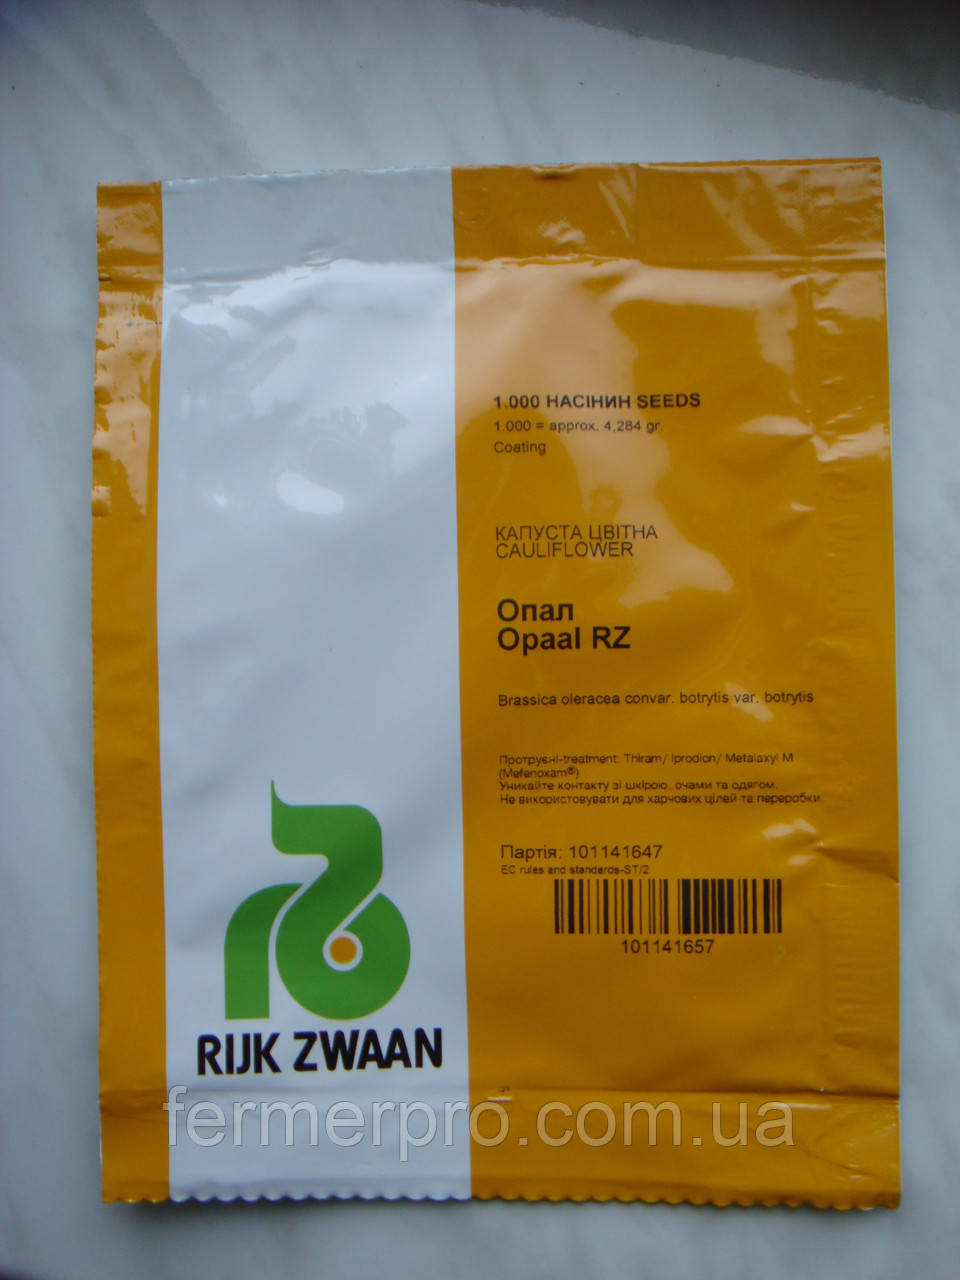 1.000 НАСІНИН SEEDS
1.000 = approx. 4,284 gr.
Coating
КАПУСТА ЦВІТНА
CAULIFLOWER
Опал
Opaal RZ
Brassica oleracea convar. botrytis var. botrytis
Протруєні-treatment: Thiram/ Iprodion/ Metalaxyl M
(Mefenoxam®)
Уникайте контакту зі шкірою, очами та одягом.
Не використовувати для харчових цілей та переробки.
Партія: 101141647
EC rules and standards-ST/2
101141657
RIJK ZWAAN
fermerpro.com.ua